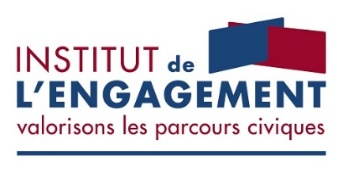 INSTITUT de
L'ENGAGEMENT
valorisons les parcours civiques